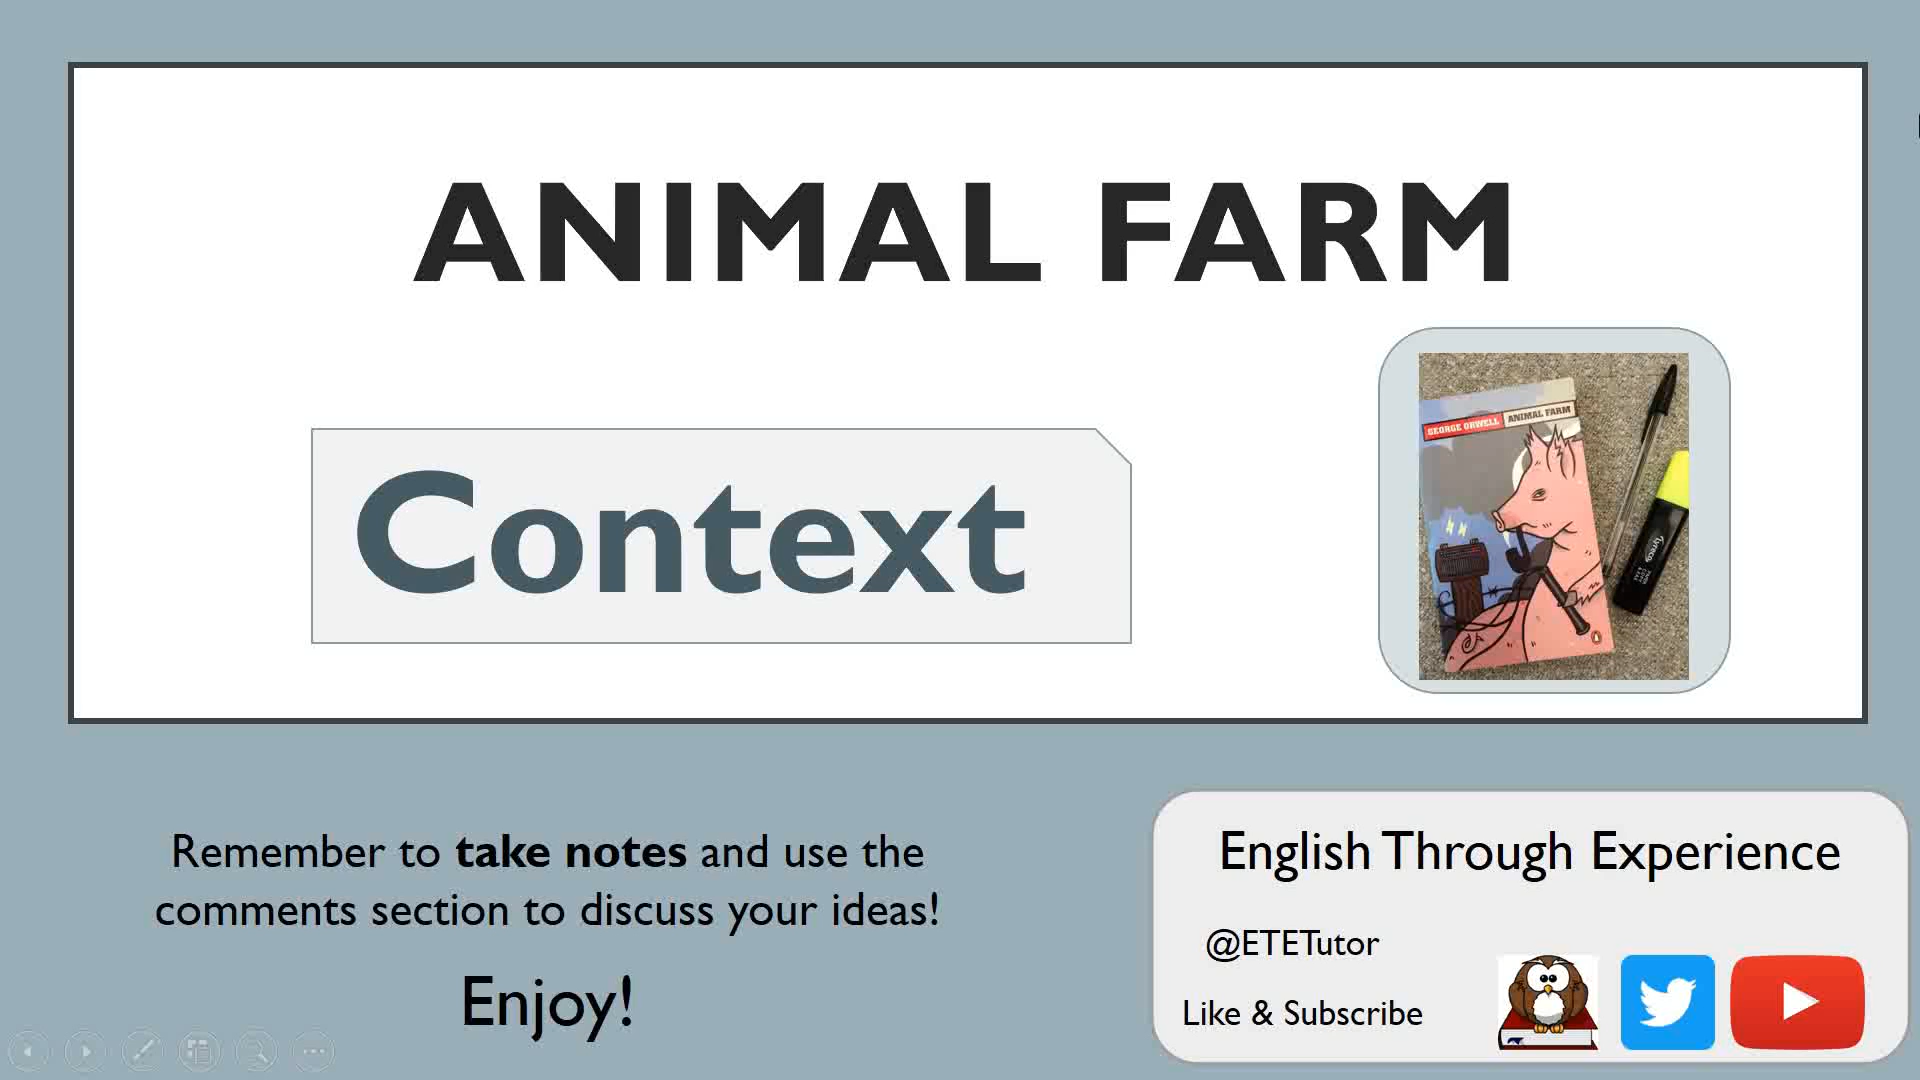 ANIMAL FARM
Context
GEORGE ORWELL ANIMAL FARM
Remember to take notes and use the
comments section to discuss your ideas!
Enjoy!
English Through Experience
@ETETutor
Like & Subscribe